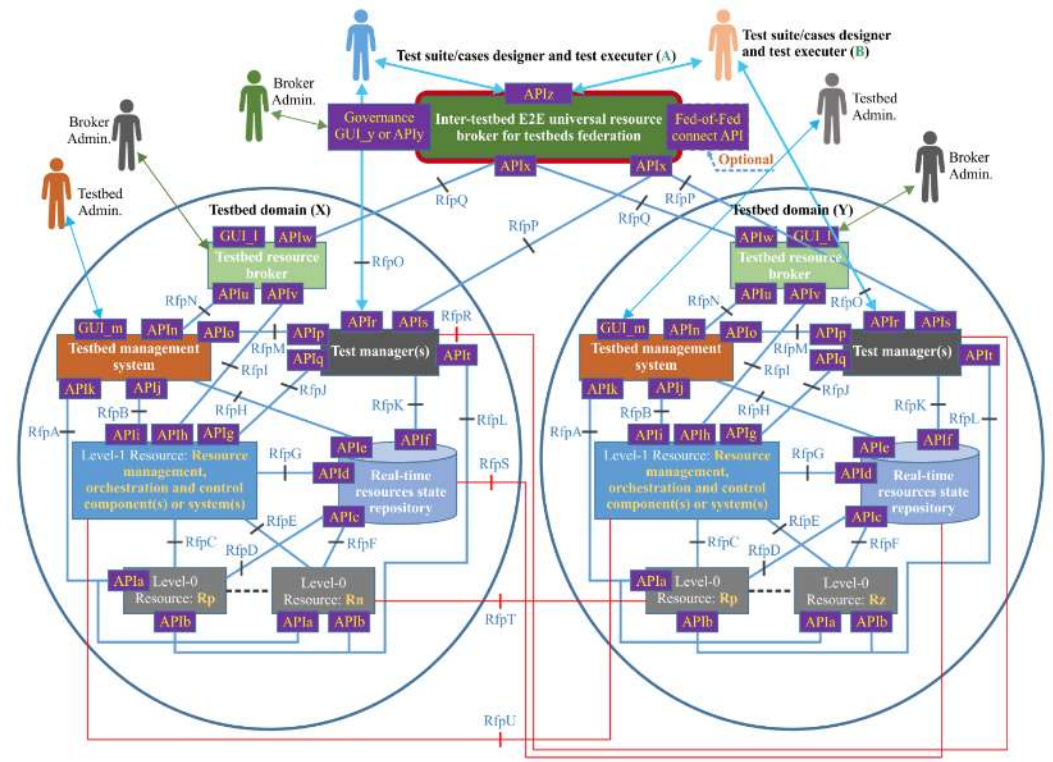 Test suite/cases designer and test executer (A)
Test suite/cases designer
and test executer (B)
Broker
Admin.
Broker
Admin.
Testbed
Admin.
Testbed
Admin.
Broker
Admin.
APIz
Governance
GUI_y or APIy
Inter-testbed E2E universal resource
broker for testbeds federation
Fed-of-Fed
connect API
Optional
APIx
APIx
RfpQ
RfpP
RfpQ
RfpP
RfpO
Testbed domain (X)
GUI_l
APIw
Testbed resource
broker
APIu
APIv
RfpN
GUI_m
APIn
APIo
APIp
APIr
APIs
RfpR
Testbed management
system
RfpM
APIq
Test manager(s)
APIt
APIk
APIj
RfpI
RfpJ
RfpA
RfpB
RfpH
RfpK
RfpL
APIi
APIh
APIg
APIe
APIf
Level-1 Resource: Resource
management,
orchestration and control
component(s) or system(s)
RfpG
APId
Real-time
resources state
repository
RfpS
APIc
RfpE
RfpC
RfpD
RfpF
APIa
Level-0
Resource: Rp
Level-0
Resource: Rn
APIb
APIa
APIb
RfpT
RfpU
Testbed domain (Y)
APIw
GUI_l
Testbed resource
broker
APIu
APIv
RfpN
RfpO
GUI_m
APIn
APIo
APIp
APIr
APIs
Testbed management
system
RfpM
APIq
Test manager(s)
APIt
APIk
APIj
RfpI
RfpJ
RfpA
RfpB
RfpH
RfpK
RfpL
APIi
APIh
APIg
APIe
APIf
Level-1 Resource: Resource
management,
orchestration and control
component(s) or system(s)
RfpG
APId
Real-time
resources state
repository
APIc
RfpE
RfpC
RfpD
RfpF
APIa
Level-0
Resource: Rp
Level-0
Resource: Rz
APIb
APIa
APIb